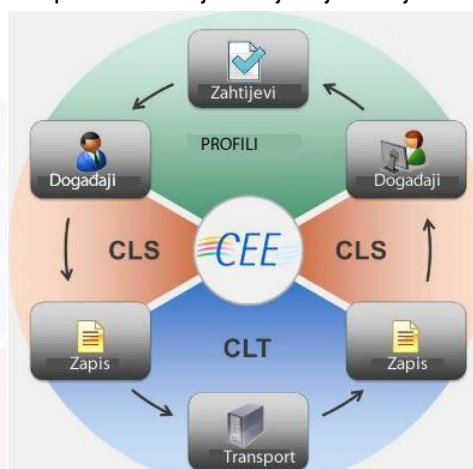 Zahtijevi
PROFILI
Događaji
Događaji
CLS
CEE
CLS
Zapis
CLT
Zapis
Transport